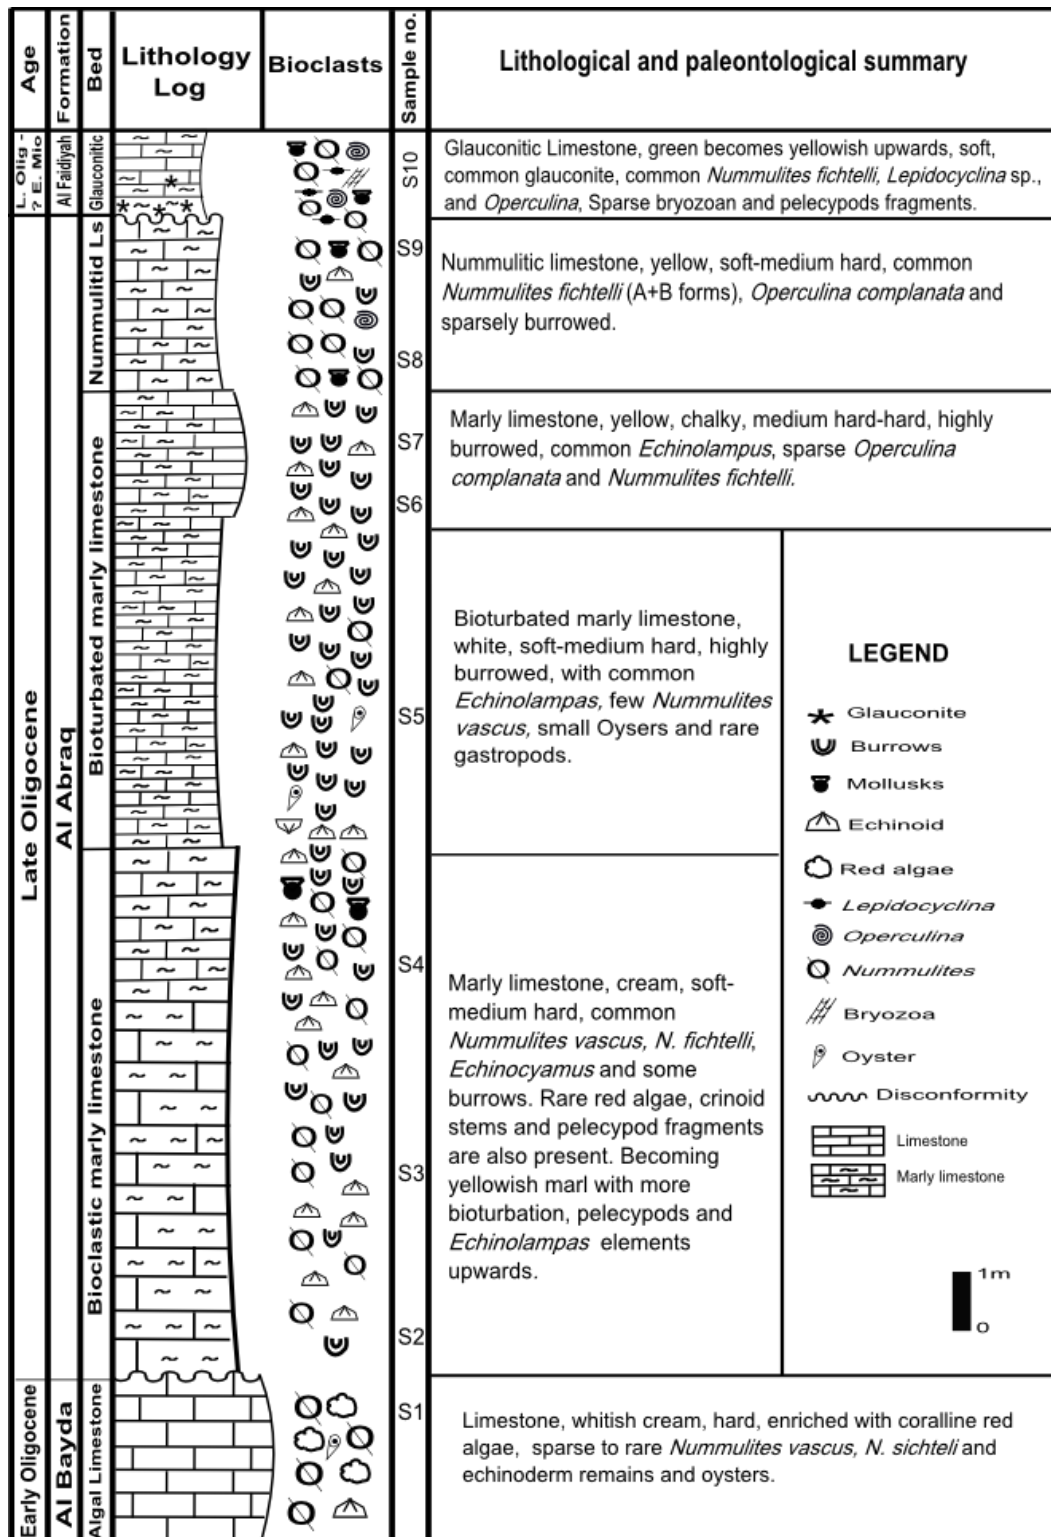 Age
Formation
Bed
Lithology
Log
Bioclasts
Sample no.
Lithological and paleontological summary
L. Olig -
? E. Mio
Al Faidiyah
Glauconitic
S10
Glauconitic Limestone, green becomes yellowish upwards, soft,
common glauconite, common Nummulites fichtelli, Lepidocyclina sp.,
and Operculina, Sparse bryozoan and pelecypods fragments.
Late Oligocene
Al Abraq
Nummulitid Ls
S9
S8
Nummulitic limestone, yellow, soft-medium hard, common
Nummulites fichtelli (A+B forms), Operculina complanata and
sparsely burrowed.
Bioturbated marly limestone
S7
S6
Marly limestone, yellow, chalky, medium hard-hard, highly
burrowed, common Echinolampus, sparse Operculina
complanata and Nummulites fichtelli.
S5
Bioturbated marly limestone,
white, soft-medium hard, highly
burrowed, with common
Echinolampas, few Nummulites
vascus, small Oysers and rare
gastropods.
Bioclastic marly limestone
S4
S3
S2
Marly limestone, cream, soft-
medium hard, common
Nummulites vascus, N. fichtelli,
Echinocyamus and some
burrows. Rare red algae, crinoid
stems and pelecypod fragments
are also present. Becoming
yellowish marl with more
bioturbation, pelecypods and
Echinolampas elements
upwards.
LEGEND
Glauconite
Burrows
Mollusks
Echinoid
Red algae
Lepidocyclina
Operculina
Nummulites
Bryozoa
Oyster
Disconformity
Limestone
Marly limestone
1m
0
Early Oligocene
Al Bayda
Algal Limestone
S1
Limestone, whitish cream, hard, enriched with coralline red
algae, sparse to rare Nummulites vascus, N. sichteli and
echinoderm remains and oysters.